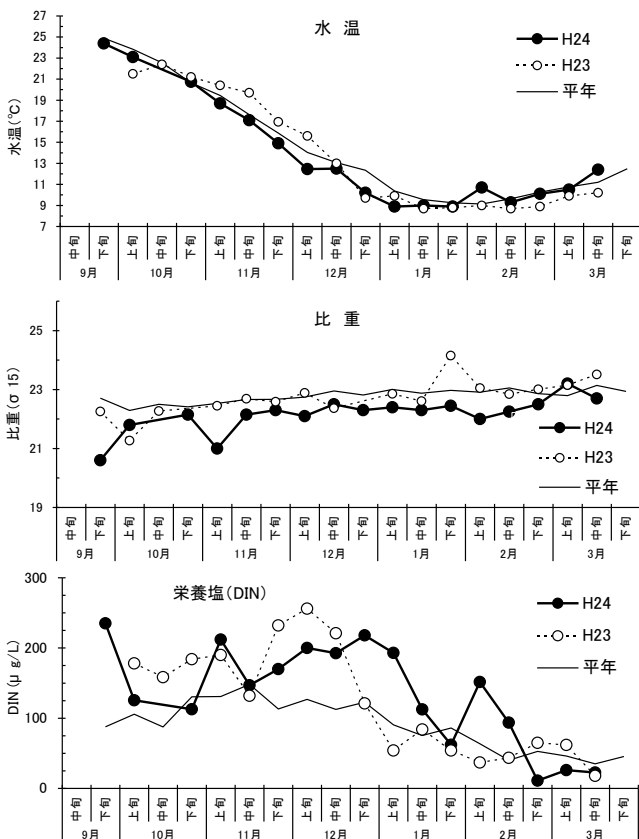 水 温
27
25
23
21
19
17
15
13
11
9
7
水温(℃)
H24
H23
平年
中旬 下旬 上旬 中旬 下旬 上旬 中旬 下旬 上旬 中旬 下旬 上旬 中旬 下旬 上旬 中旬 下旬 上旬 中旬 下旬
9月 10月 11月 12月 1月 2月 3月
比 重
25
23
21
19
比重(σ 15)
H24
H23
平年
中旬 下旬 上旬 中旬 下旬 上旬 中旬 下旬 上旬 中旬 下旬 上旬 中旬 下旬 上旬 中旬 下旬 上旬 中旬 下旬
9月 10月 11月 12月 1月 2月 3月
栄養塩(DIN)
300
200
100
0
DIN(μ g/L)
H24
H23
平年
中旬 下旬 上旬 中旬 下旬 上旬 中旬 下旬 上旬 中旬 下旬 上旬 中旬 下旬 上旬 中旬 下旬 上旬 中旬 下旬
9月 10月 11月 12月 1月 2月 3月